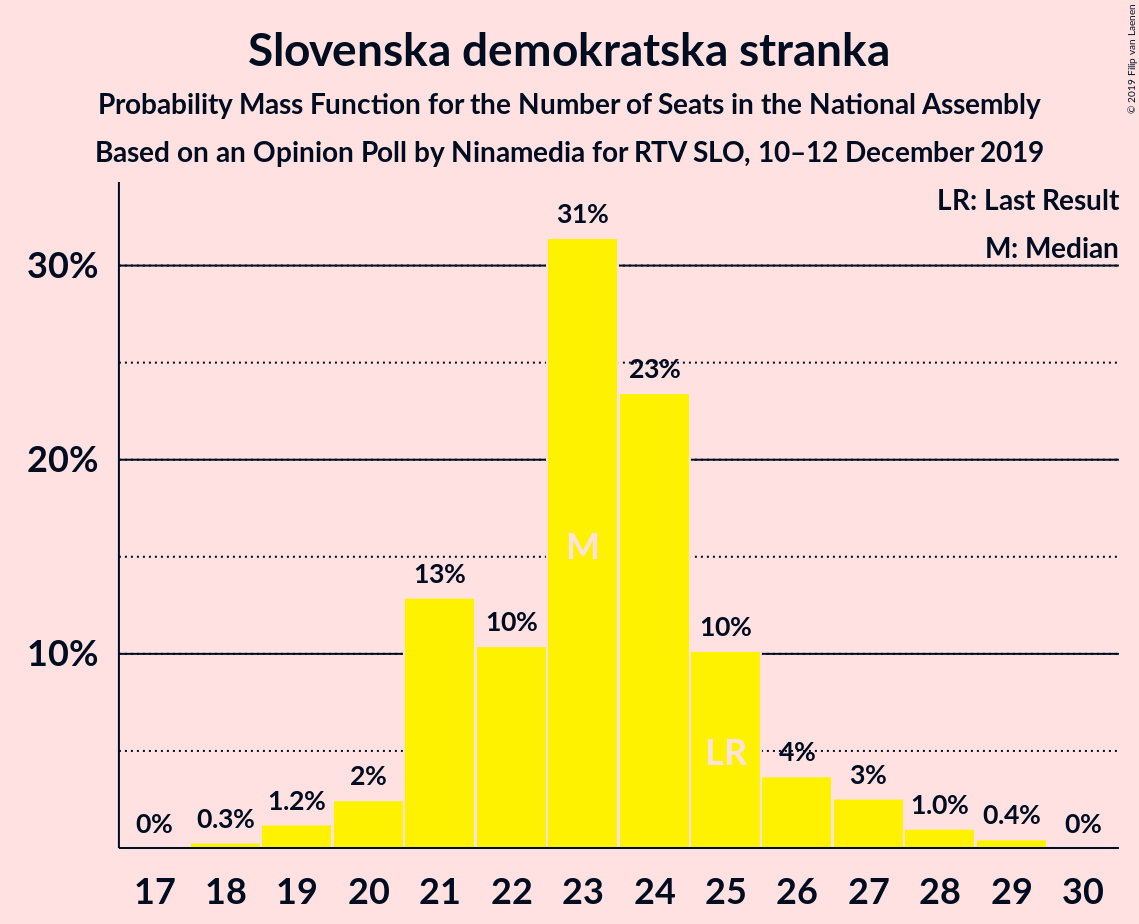 Slovenska demokratska stranka
Probability Mass Function for the Number of Seats in the National Assembly
Based on an Opinion Poll by Ninamedia for RTV SLO, 10–12 December 2019
© 2019 Filip van Laenen
LR: Last Result
M: Median
30%
20%
10%
0%
0.3%
1.2%
2%
13%
10%
31%
23%
10%
4%
3%
1.0%
0.4%
0%
M
LR
17 18 19 20 21 22 23 24 25 26 27 28 29 30